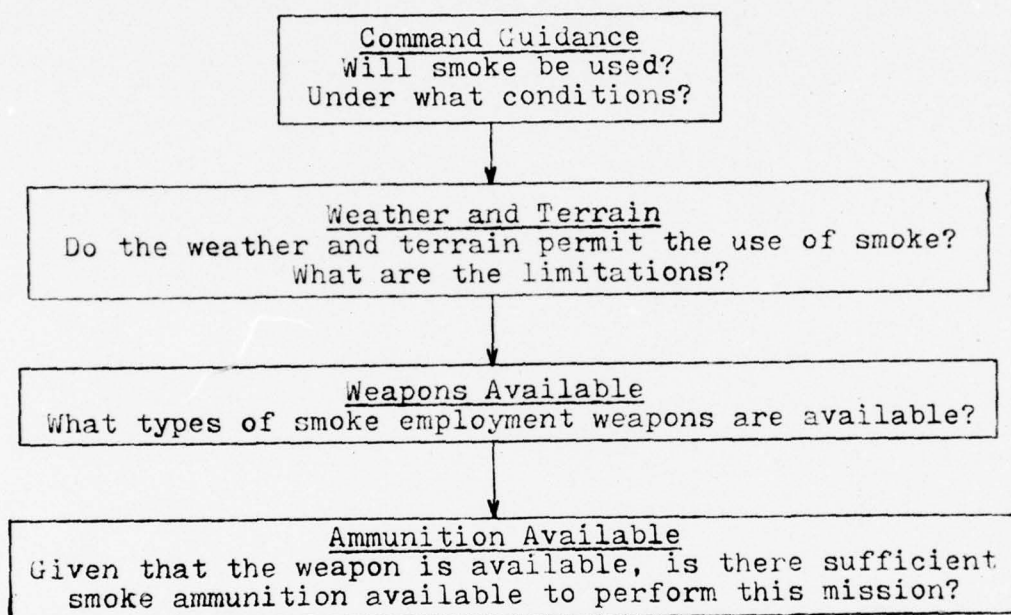 Command Guidance
Will smoke be used?
Under what conditions?
Weather and Terrain
Do the weather and terrain permit the use of smoke?
What are the limitations?
Weapons Available
What types of smoke employment weapons are available?
Ammunition Available
Given that the weapon is available, is there sufficient
smoke ammunition available to perform this mission?